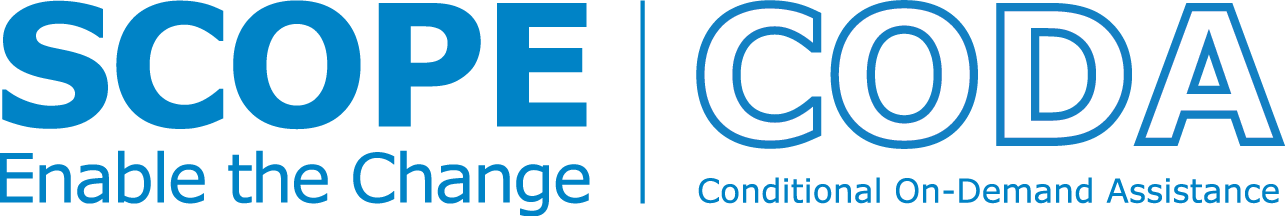 SCOPE
Enable the Change
CODA
Conditional On-Demand Assistance